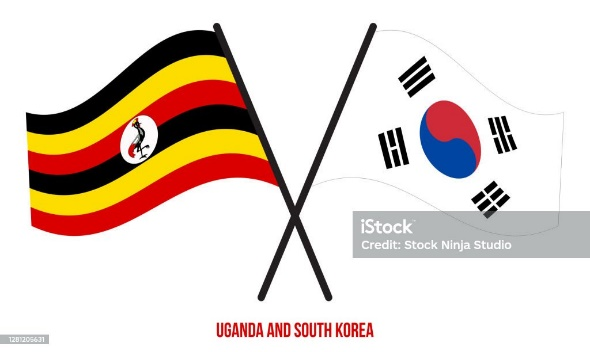 iStock
Credit: Stock Ninja Studio
UGANDA AND SOUTH KOREA
1281205631